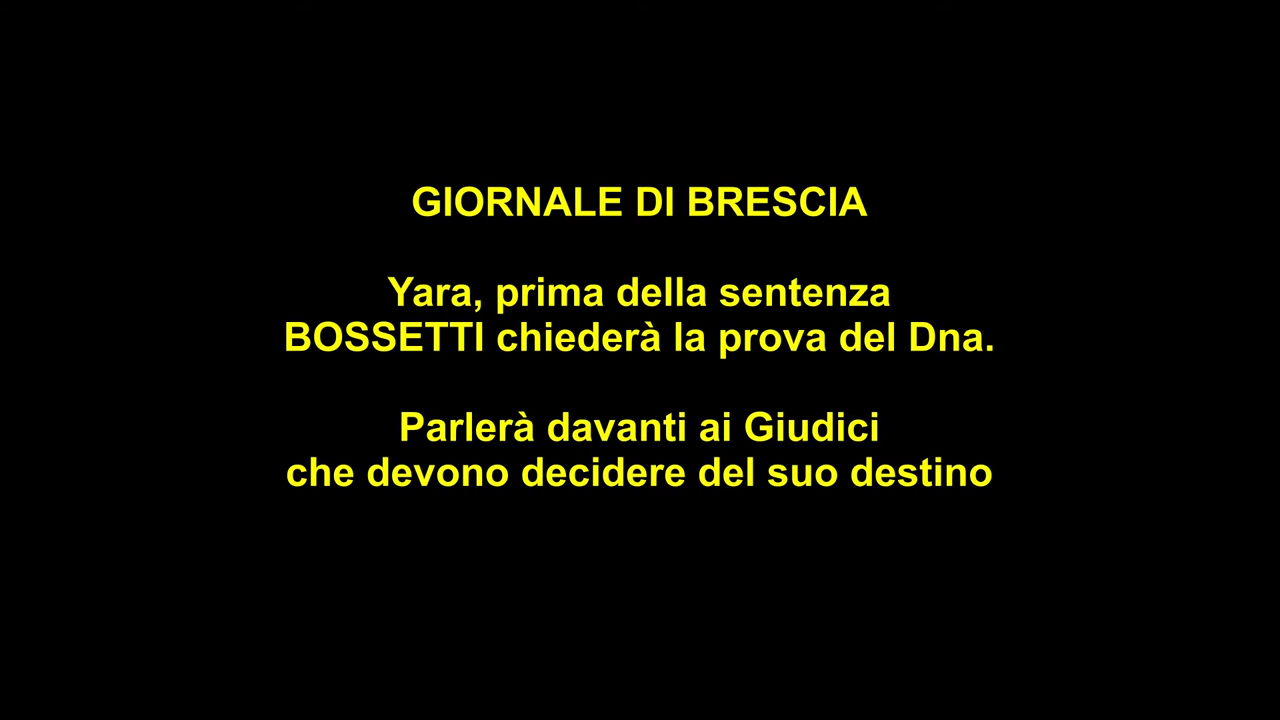 GIORNALE DI BRESCIA
Yara, prima della sentenza
BOSSETTI chiederà la prova del Dna.
Parlerà davanti ai Giudici
che devono decidere del suo destino